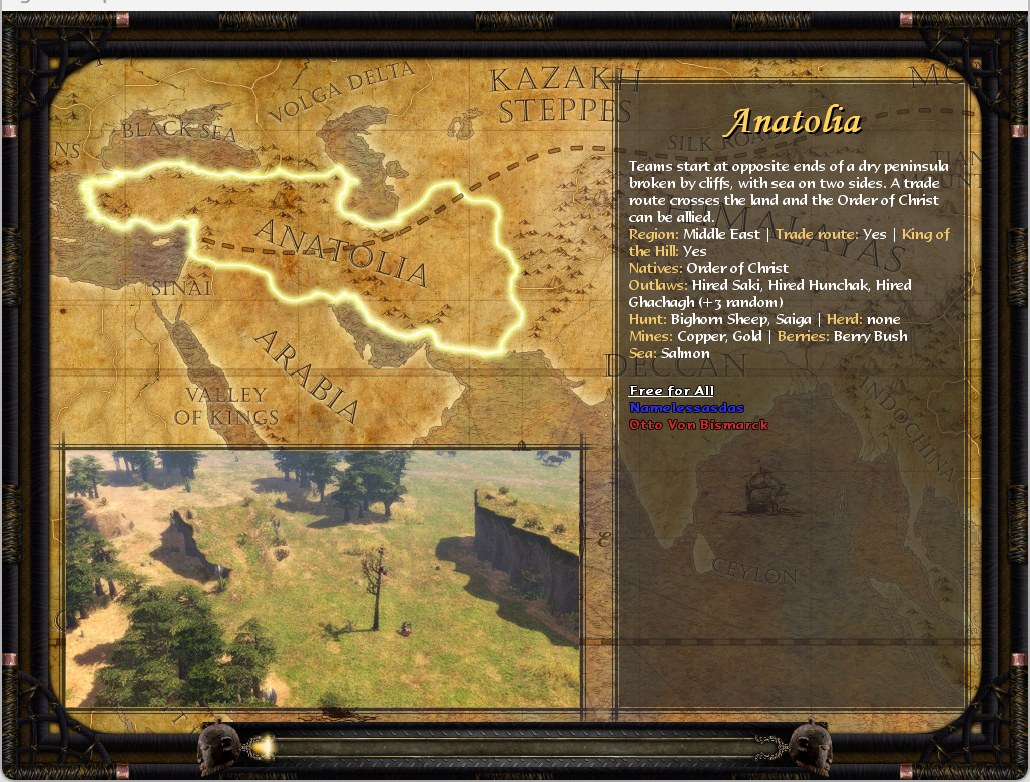 VOLGA DELTA
KAZAKH
STEPPES
BLACK SEA
NS
ANATOLIA
SINAI
ARABIA
VALLEY
OF KINGS
DECCAN
INDOCHINA
CEYLON
Anatolia
Teams start at opposite ends of a dry peninsula
broken by cliffs, with sea on two sides. A trade
route crosses the land and the Order of Christ
can be allied.
Region: Middle East | Trade route: Yes | King of
the Hill: Yes
Natives: Order of Christ
Outlaws: Hired Saki, Hired Hunchak, Hired
Ghachagh (+3 random)
Hunt: Bighorn Sheep, Saiga | Herd: none
Mines: Copper, Gold | Berries: Berry Bush
Sea: Salmon
Free for All
Namelessasdas
Otto Von Bismarck